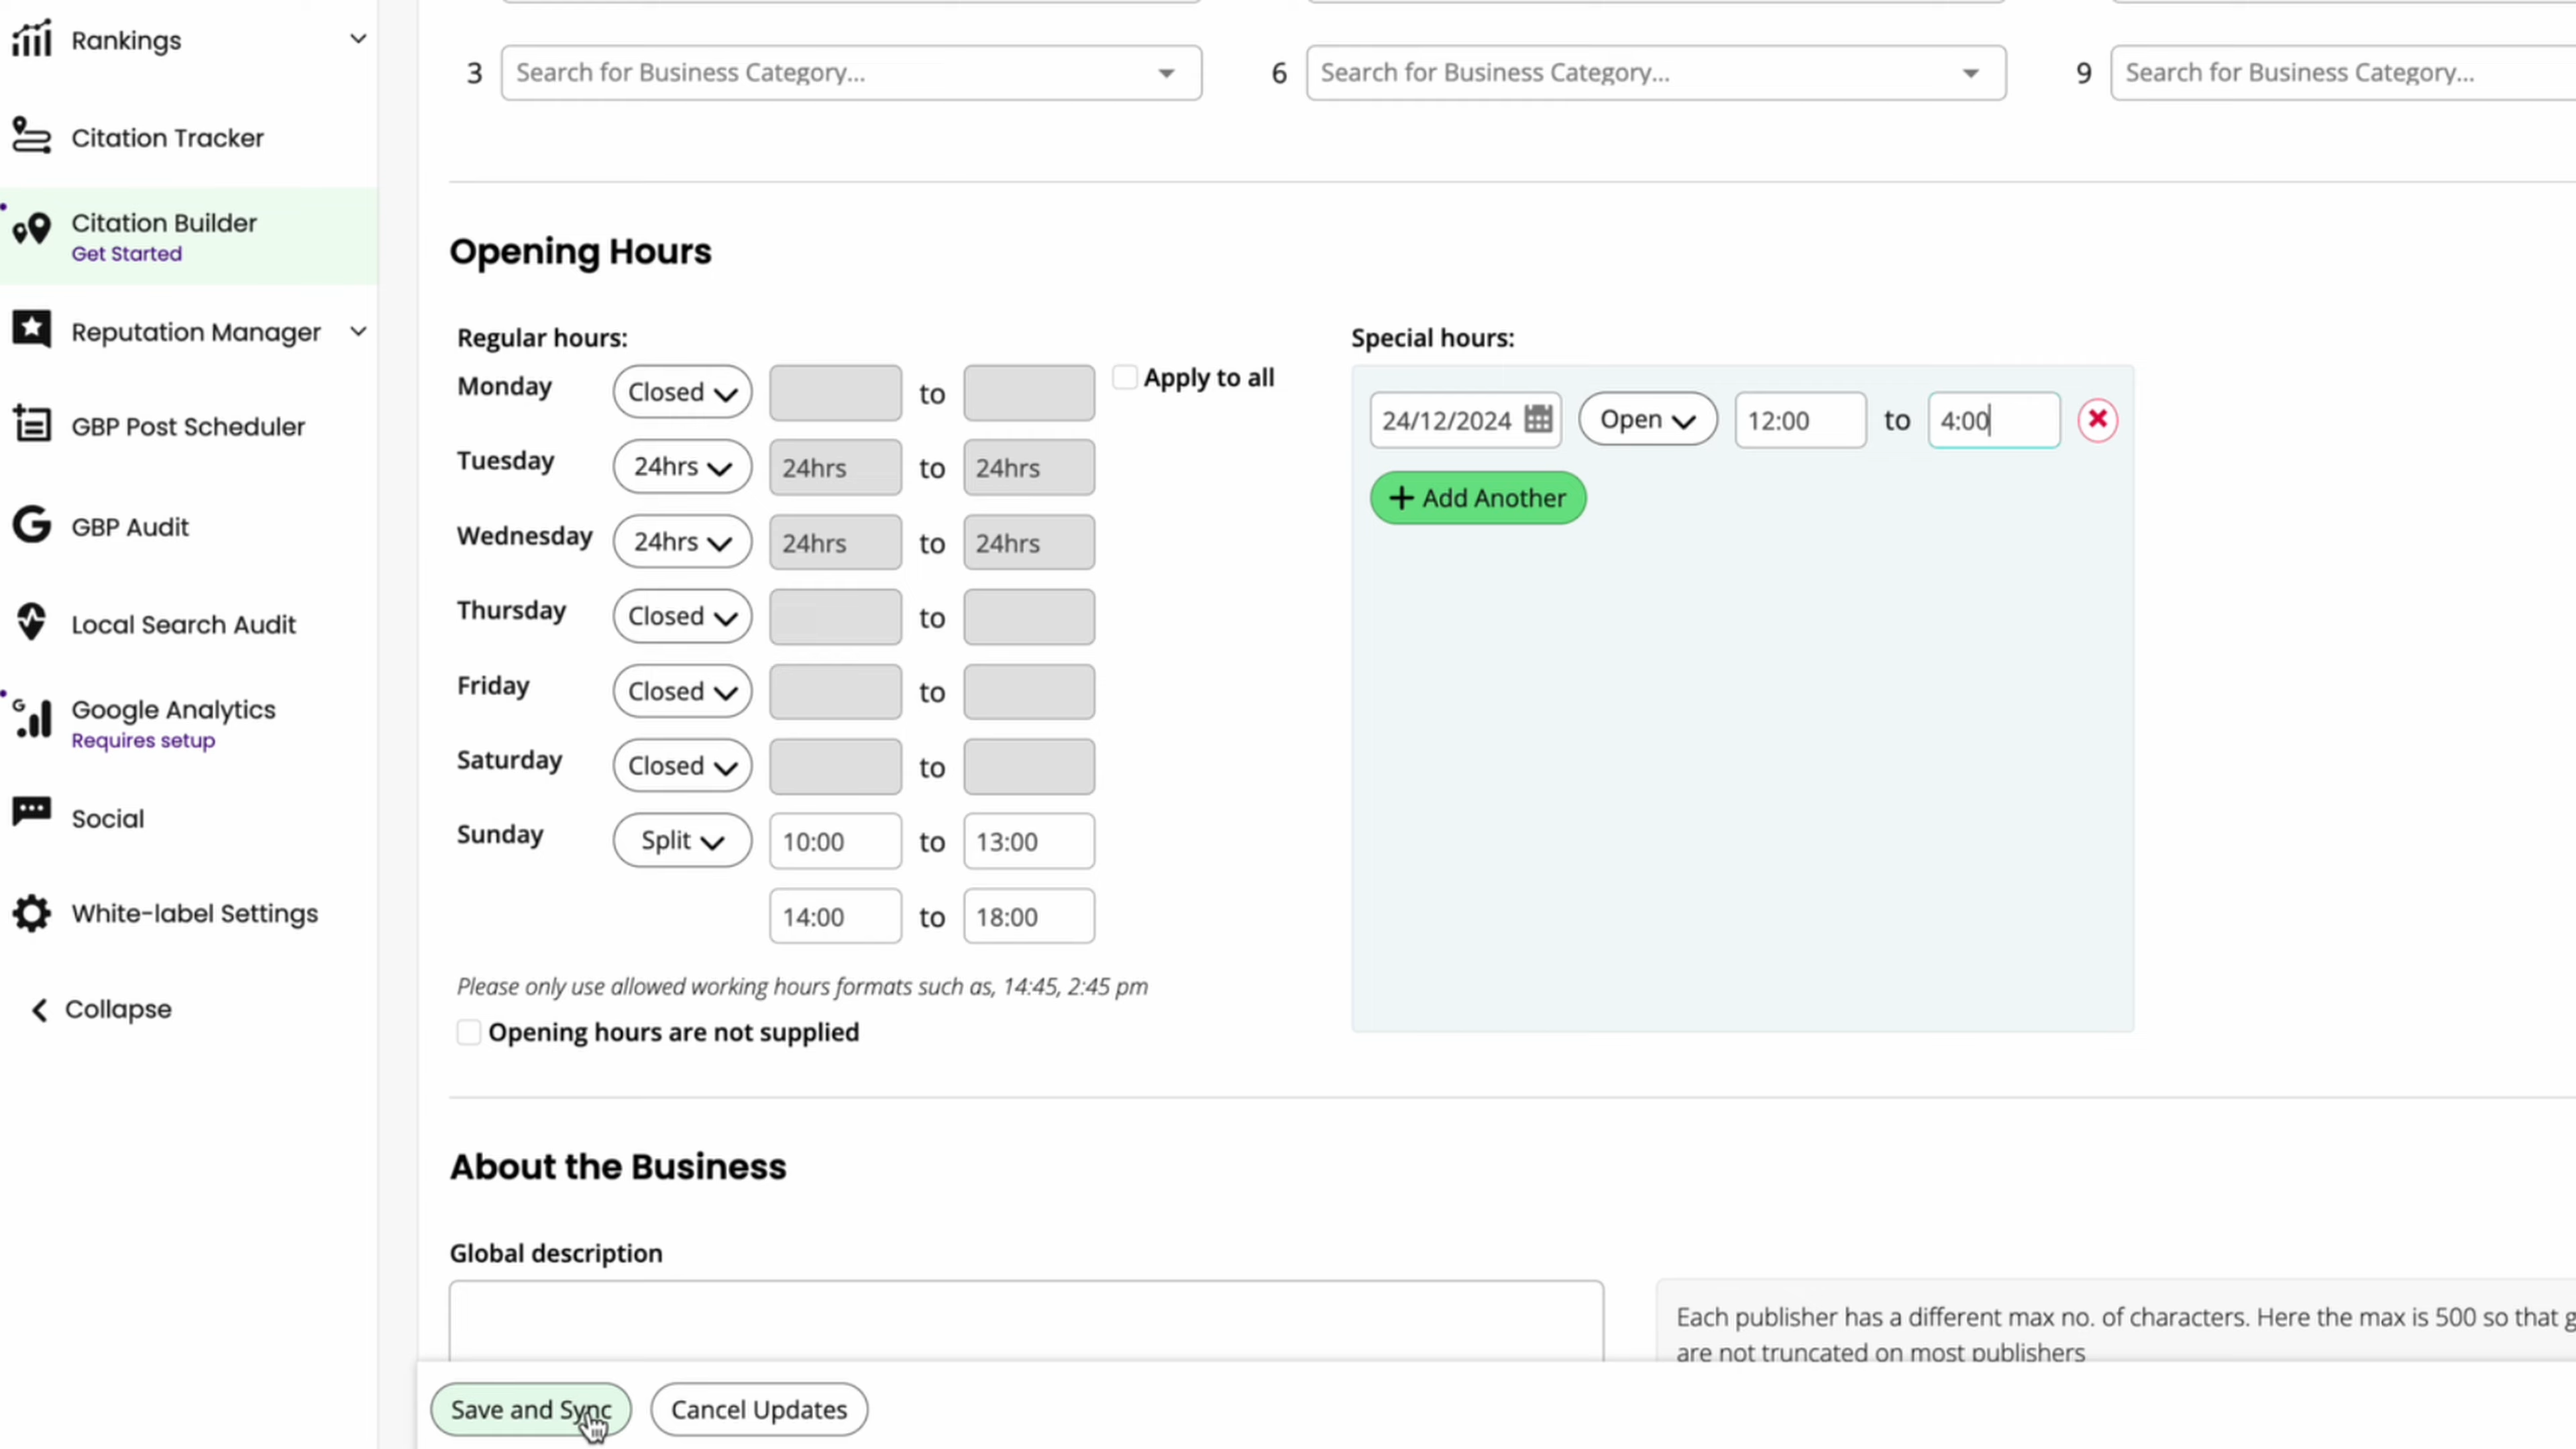 Rankings
Citation Tracker
Citation Builder
Get Started
Reputation Manager
GBP Post Scheduler
GBP Audit
Local Search Audit
Google Analytics
Requires setup
Social
White-label Settings
Collapse
3 Search for Business Category... 6 Search for Business Category... 9 Search for Business Category...
Opening Hours
Regular hours:
Monday Closed to Apply to all
Tuesday 24hrs 24hrs to 24hrs
Wednesday 24hrs 24hrs to 24hrs
Thursday Closed to
Friday Closed to
Saturday Closed to
Sunday Split 10:00 to 13:00
14:00 to 18:00
Please only use allowed working hours formats such as, 14:45, 2:45 pm
Opening hours are not supplied
Special hours:
24/12/2024 Open 12:00 to 4:00
+ Add Another
About the Business
Global description
Each publisher has a different max no. of characters. Here the max is 500 so that
are not truncated on most publishers
Save and Sync Cancel Updates